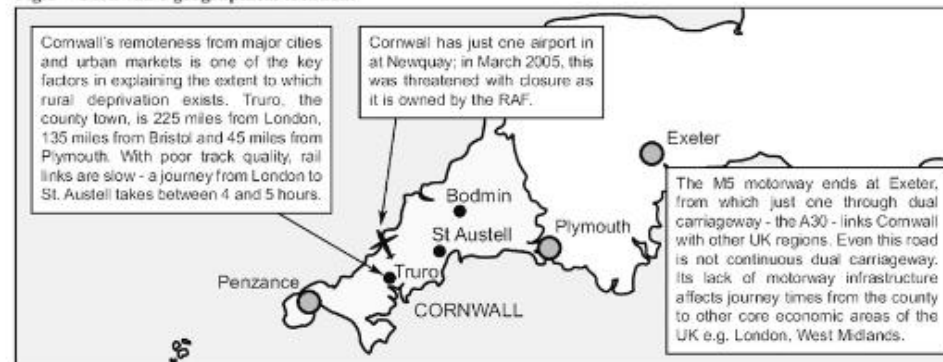 Cornwall's remoteness from major cities
and urban markets is one of the key
factors in explaining the extent to which
rural deprivation exists. Truro, the
county town, is 225 miles from London,
135 miles from Bristol and 45 miles from
Plymouth. With poor track quality, rail
links are slow - a journey from London to
St. Austell takes between 4 and 5 hours.
Cornwall has just one airport in
at Newquay; in March 2005, this
was threatened with closure as
it is owned by the RAF.
Exeter
The M5 motorway ends at Exeter,
from which just one through dual
carriageway - the A30 - links Cornwall
with other UK regions. Even this road
is not continuous dual carriageway.
Its lack of motorway infrastructure
affects journey times from the county
to other core economic areas of the
UK e.g. London, West Midlands.
Bodmin
Plymouth
St Austell
Truro
Penzance
CORNWALL